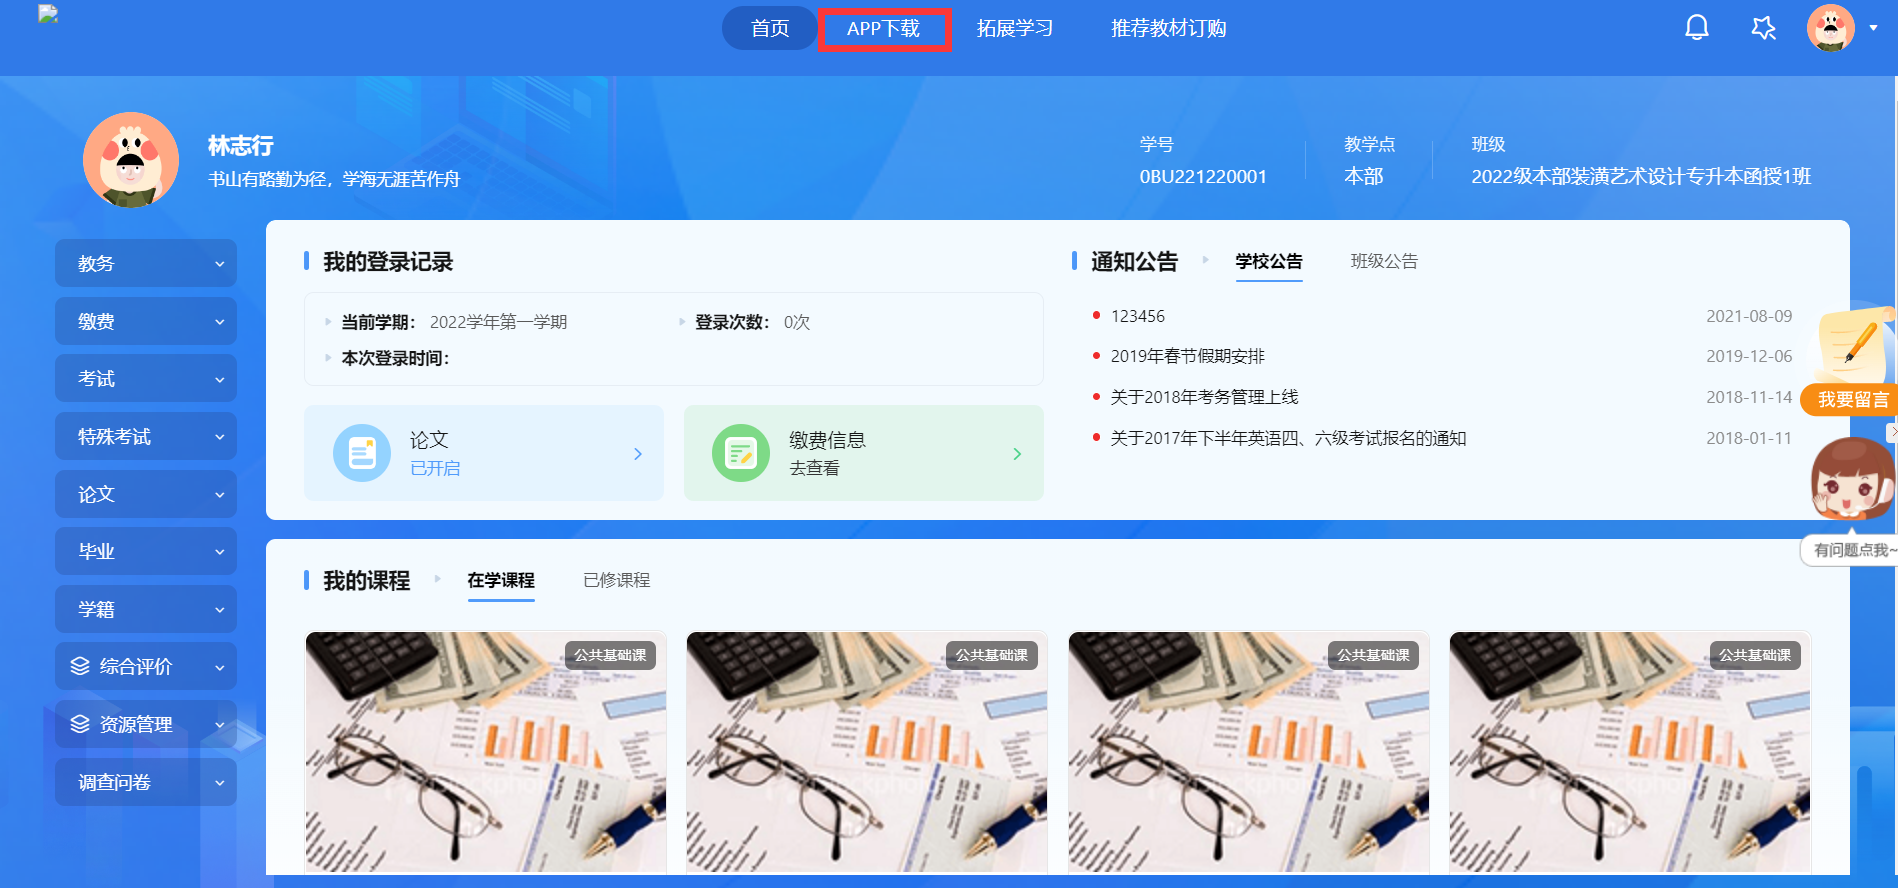 首页
APP下载
拓展学习
推荐教材订购
林志行
书山有路勤为径，学海无涯苦作舟
学号
0BU221220001
教学点
本部
班级
2022级本部装潢艺术设计专升本函授1班
教务
缴费
考试
特殊考试
论文
毕业
学籍
综合评价
资源管理
调查问卷
我的登录记录
当前学期： 2022学年第一学期
登录次数： 0次
本次登录时间：
论文
已开启
缴费信息
去查看
通知公告
学校公告
班级公告
123456 2021-08-09
2019年春节假期安排 2019-12-06
关于2018年考务管理上线 2018-11-14
关于2017年下半年英语四、六级考试报名的通知 2018-01-11
我要留言
有问题点我~
我的课程
在学课程
已修课程
公共基础课
公共基础课
公共基础课
公共基础课